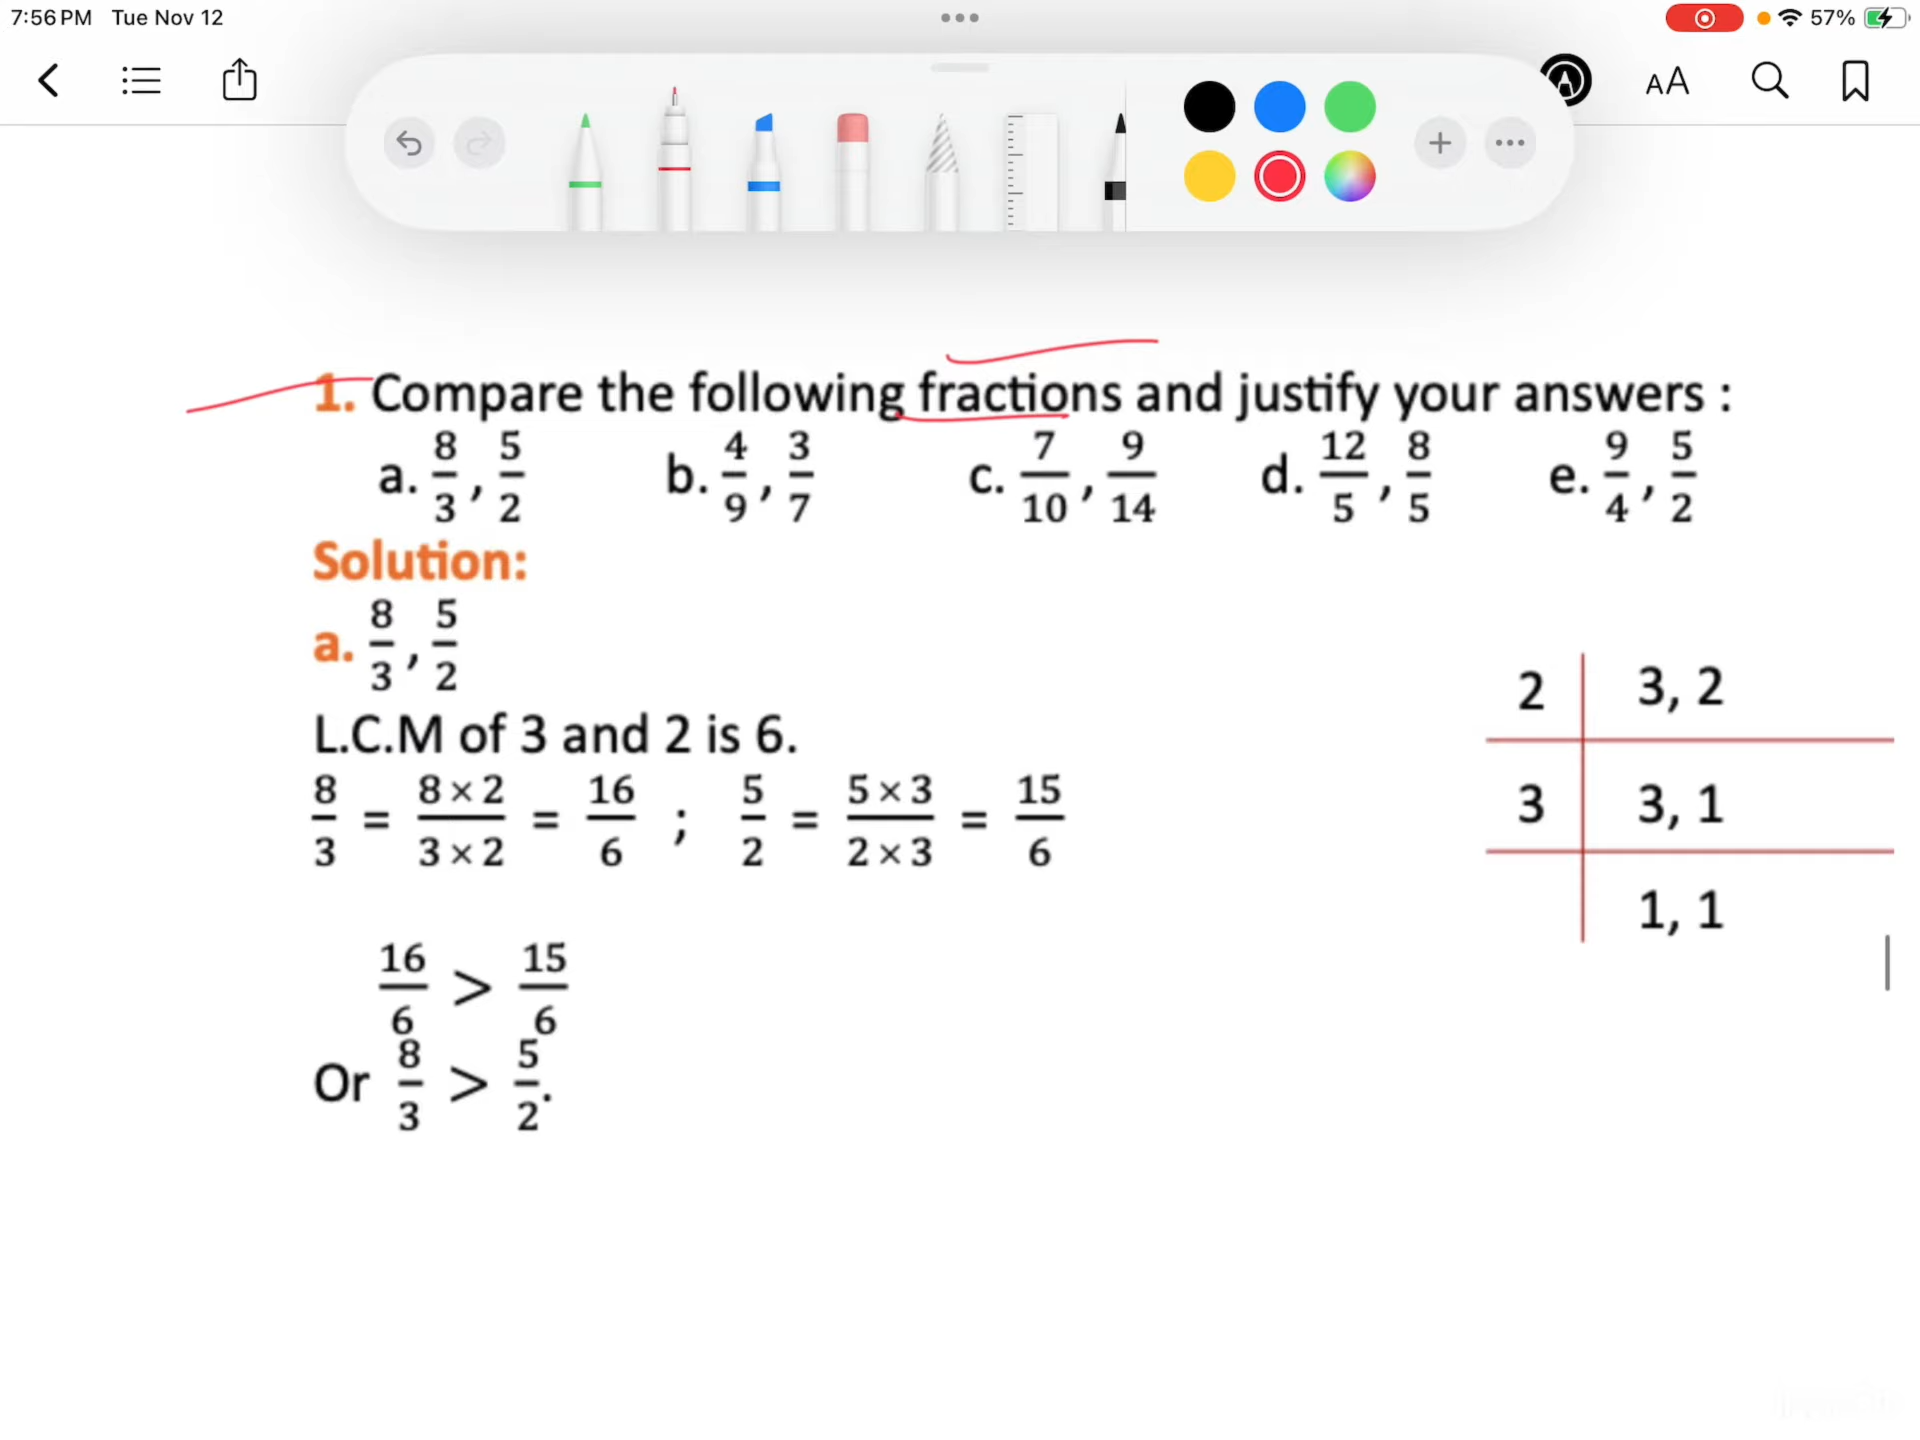 7:56 PM Tue Nov 12
57%
AA
1. Compare the following fractions and justify your answers :
a. 8/3 , 5/2 b. 4/9 , 3/7 c. 7/10 , 9/14 d. 12/5 , 8/5 e. 9/4 , 5/2
Solution:
a. 8/3 , 5/2
L.C.M of 3 and 2 is 6.
8/3 = 8 × 2/3 × 2 = 16/6 ; 5/2 = 5 × 3/2 × 3 = 15/6
16/6 > 15/6
Or 8/3 > 5/2.
2 | 3, 2
3 | 3, 1
1, 1